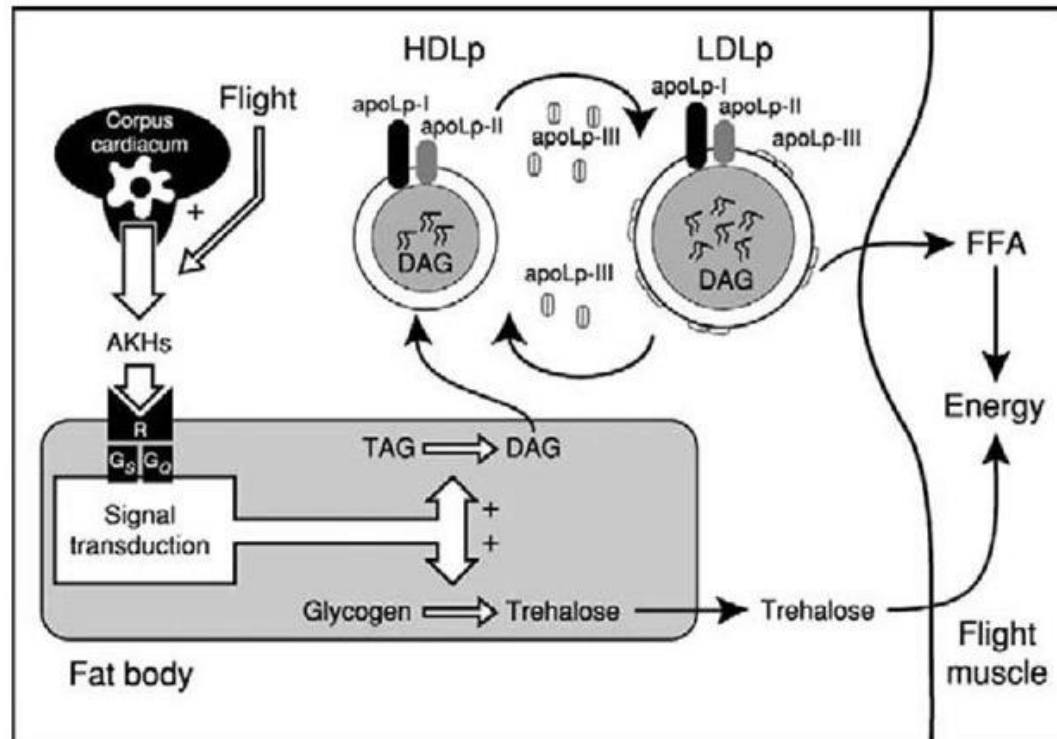 HDLp
LDLp
Flight
apoLp-I
apoLp-II
apoLp-III
apoLp-I
apoLp-II
apoLp-III
Corpus
cardiacum
+
DAG
DAG
apoLp-III
FFA
AKHs
Energy
R
GS GQ
TAG DAG
Signal
transduction
+
+
Glycogen Trehalose
Trehalose
Flight
muscle
Fat body